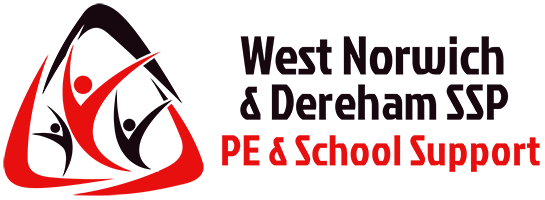 West Norwich
& Dereham SSP
PE & School Support